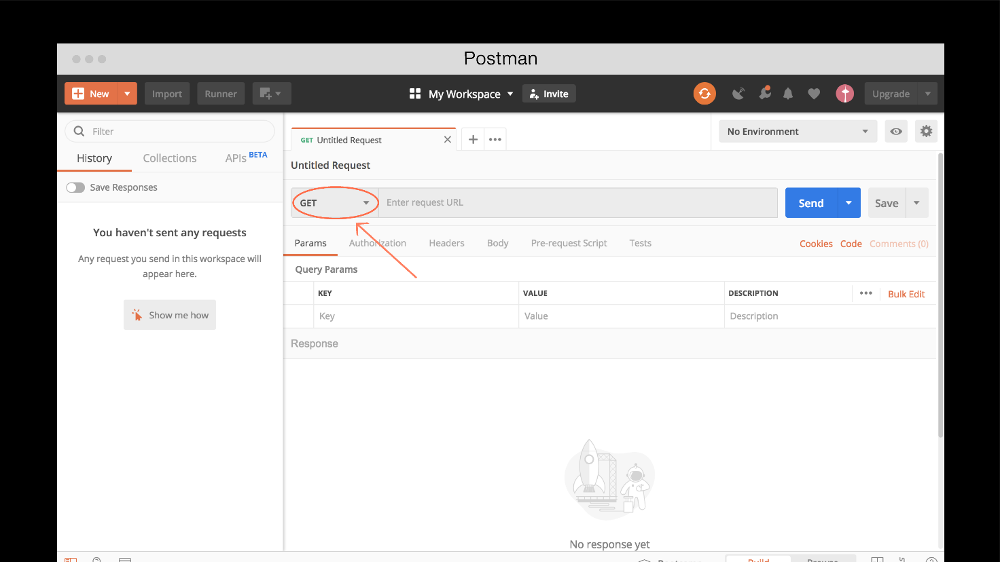 Postman
New
Import
Runner
My Workspace
Invite
Upgrade
Filter
History
Collections
APIs BETA
Save Responses
You haven't sent any requests
Any request you send in this workspace will
appear here.
Show me how
GET Untitled Request
No Environment
Untitled Request
GET
Enter request URL
Send
Save
Params
Authorization
Headers
Body
Pre-request Script
Tests
Cookies
Code
Comments (0)
Query Params
KEY
VALUE
DESCRIPTION
Bulk Edit
Key
Value
Description
Response
No response yet
Build
Browse